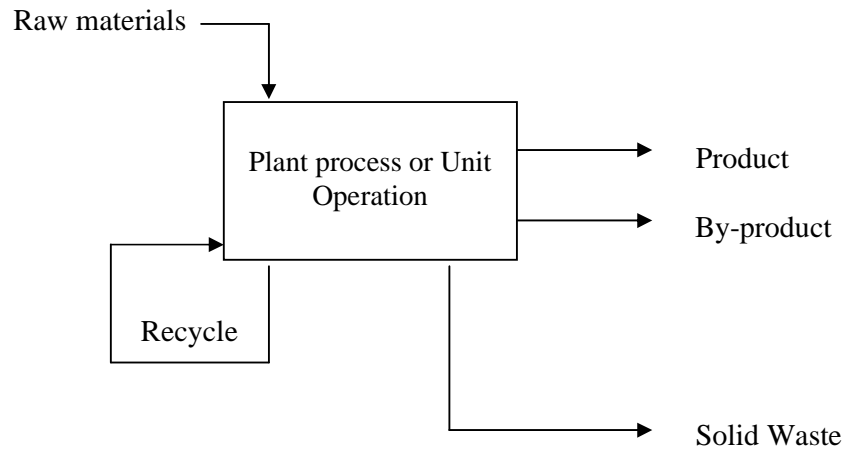 Raw materials
Plant process or Unit
Operation
Product
By-product
Recycle
Solid Waste